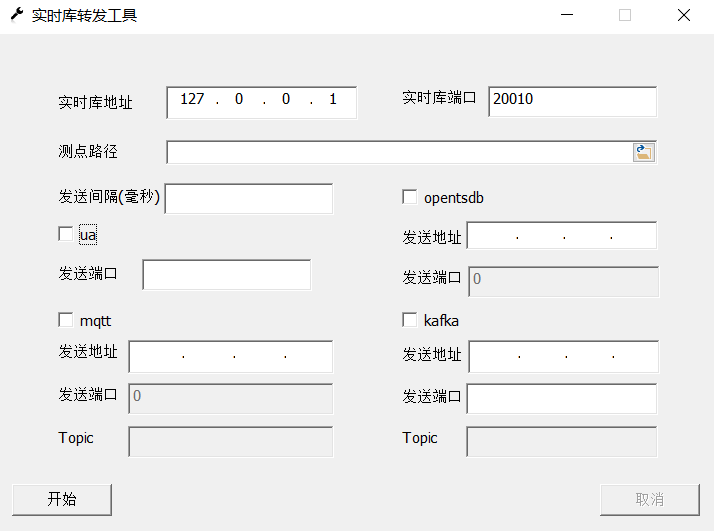 实时库转发工具
实时库地址 127 . 0 . 0 . 1 实时库端口 20010
测点路径
发送间隔(毫秒) opentsdb
ua 发送地址 . . .
发送端口 发送端口 0
mqtt kafka
发送地址 . . . 发送地址 . . .
发送端口 0 发送端口
Topic Topic
开始 取消